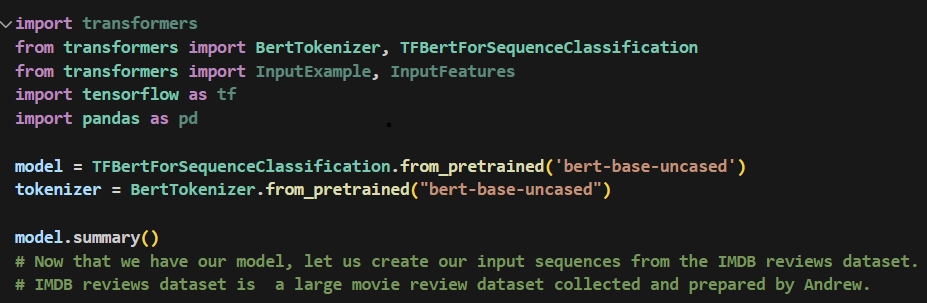 import transformers
from transformers import BertTokenizer, TFBertForSequenceClassification
from transformers import InputExample, InputFeatures
import tensorflow as tf
import pandas as pd
model = TFBertForSequenceClassification.from_pretrained('bert-base-uncased')
tokenizer = BertTokenizer.from_pretrained("bert-base-uncased")
model.summary()
# Now that we have our model, let us create our input sequences from the IMDB reviews dataset.
# IMDB reviews dataset is  a large movie review dataset collected and prepared by Andrew.